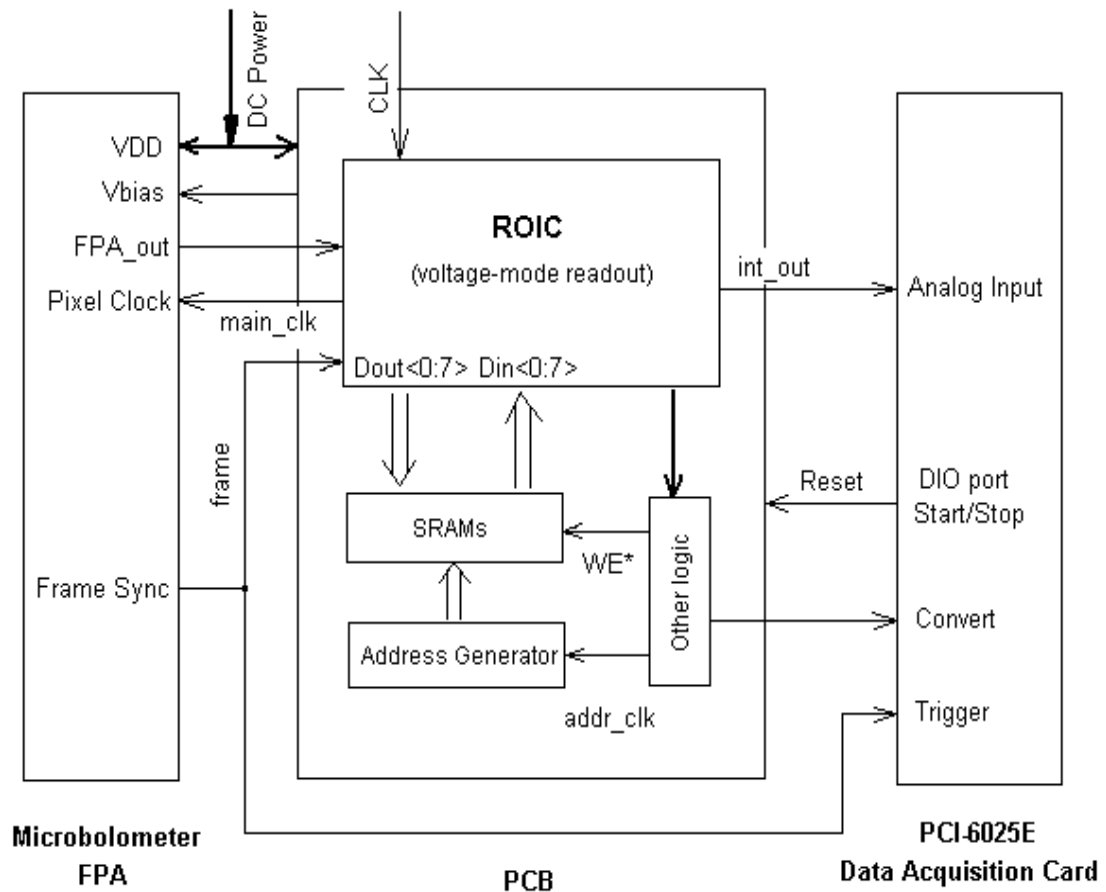 DC Power
CLK
VDD
Vbias
FPA_out
Pixel Clock
main_clk
frame
Frame Sync
ROIC
(voltage-mode readout)
Dout<0:7> Din<0:7>
SRAMs
WE*
Other logic
Address Generator
addr_clk
int_out
Analog Input
Reset
DIO port
Start/Stop
Convert
Trigger
Microbolometer
FPA
PCB
PCI-6025E
Data Acquisition Card